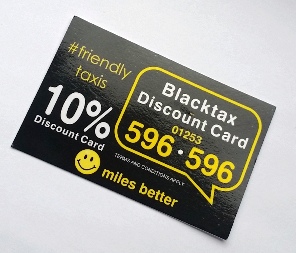 #friendly
taxis
10%
Discount Card
Blacktax
Discount Card
01253
596·596
TERMS AND CONDITIONS APPLY
miles better